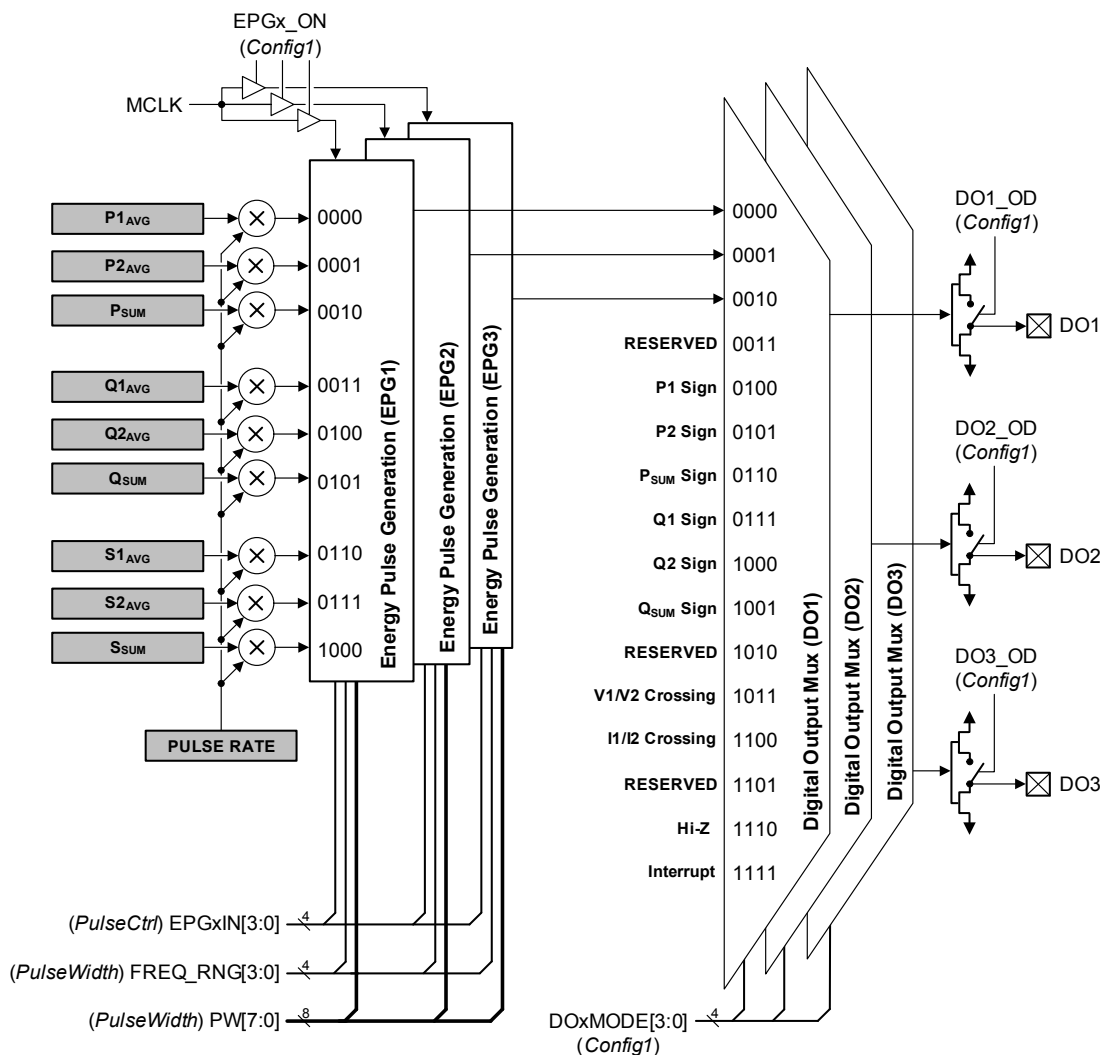 EPGx_ON
(Config1)
MCLK
P1AVG
P2AVG
PSUM
Q1AVG
Q2AVG
QSUM
S1AVG
S2AVG
SSUM
PULSE RATE
0000
0001
0010
0011
0100
0101
0110
0111
1000
Energy Pulse Generation (EPG1)
Energy Pulse Generation (EPG2)
Energy Pulse Generation (EPG3)
(PulseCtrl) EPGxIN[3:0] 4
(PulseWidth) FREQ_RNG[3:0] 4
(PulseWidth) PW[7:0] 8
0000
0001
0010
RESERVED 0011
P1 Sign 0100
P2 Sign 0101
PSUM Sign 0110
Q1 Sign 0111
Q2 Sign 1000
QSUM Sign 1001
RESERVED 1010
V1/V2 Crossing 1011
I1/I2 Crossing 1100
RESERVED 1101
Hi-Z 1110
Interrupt 1111
Digital Output Mux (DO1)
Digital Output Mux (DO2)
Digital Output Mux (DO3)
DOxMODE[3:0] 4
(Config1)
DO1_OD
(Config1)
DO1
DO2_OD
(Config1)
DO2
DO3_OD
(Config1)
DO3